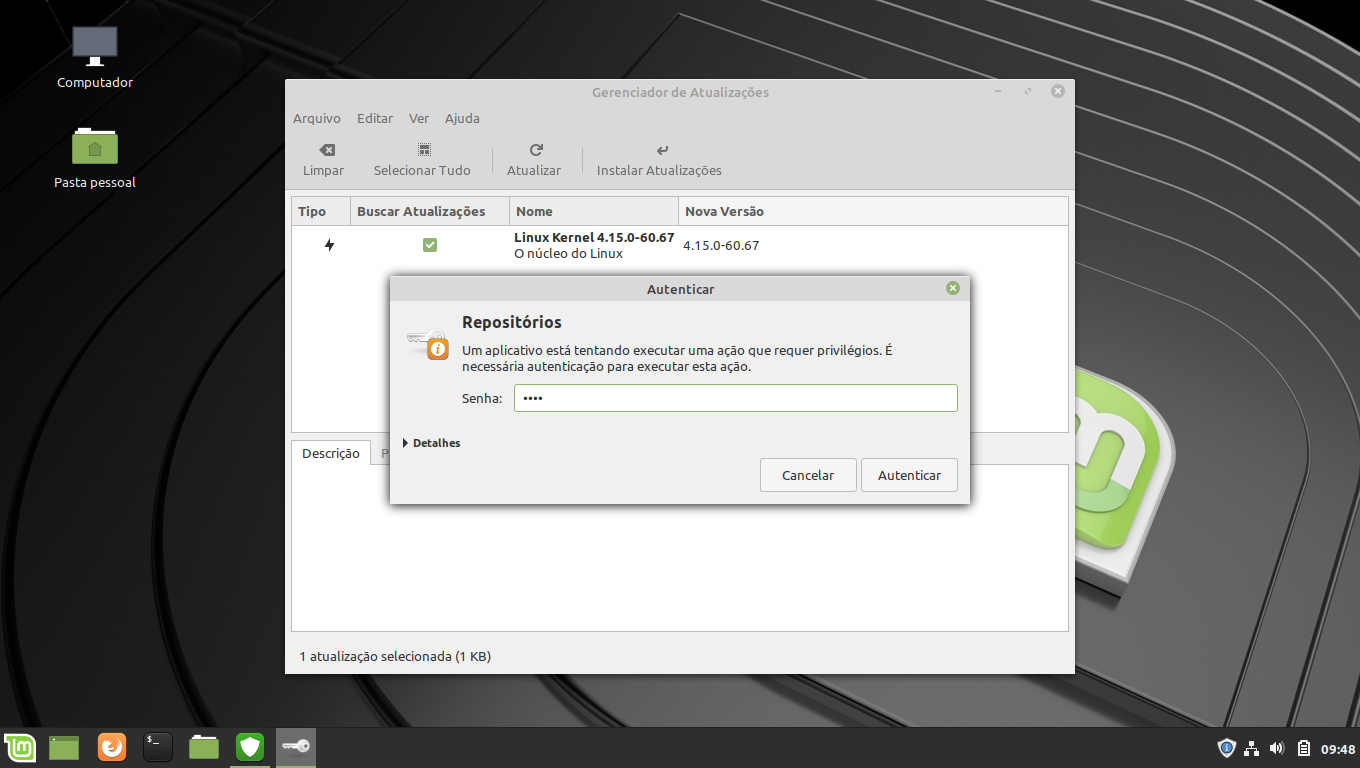 Computador
Pasta pessoal
Gerenciador de Atualizações
Arquivo Editar Ver Ajuda
Limpar Selecionar Tudo Atualizar Instalar Atualizações
Tipo Buscar Atualizações Nome Nova Versão
Linux Kernel 4.15.0-60.67
O núcleo do Linux
4.15.0-60.67
Autenticar
Repositórios
Um aplicativo está tentando executar uma ação que requer privilégios. É
necessária autenticação para executar esta ação.
Senha: ••••
Detalhes
Cancelar Autenticar
Descrição P
1 atualização selecionada (1 KB)
09:48